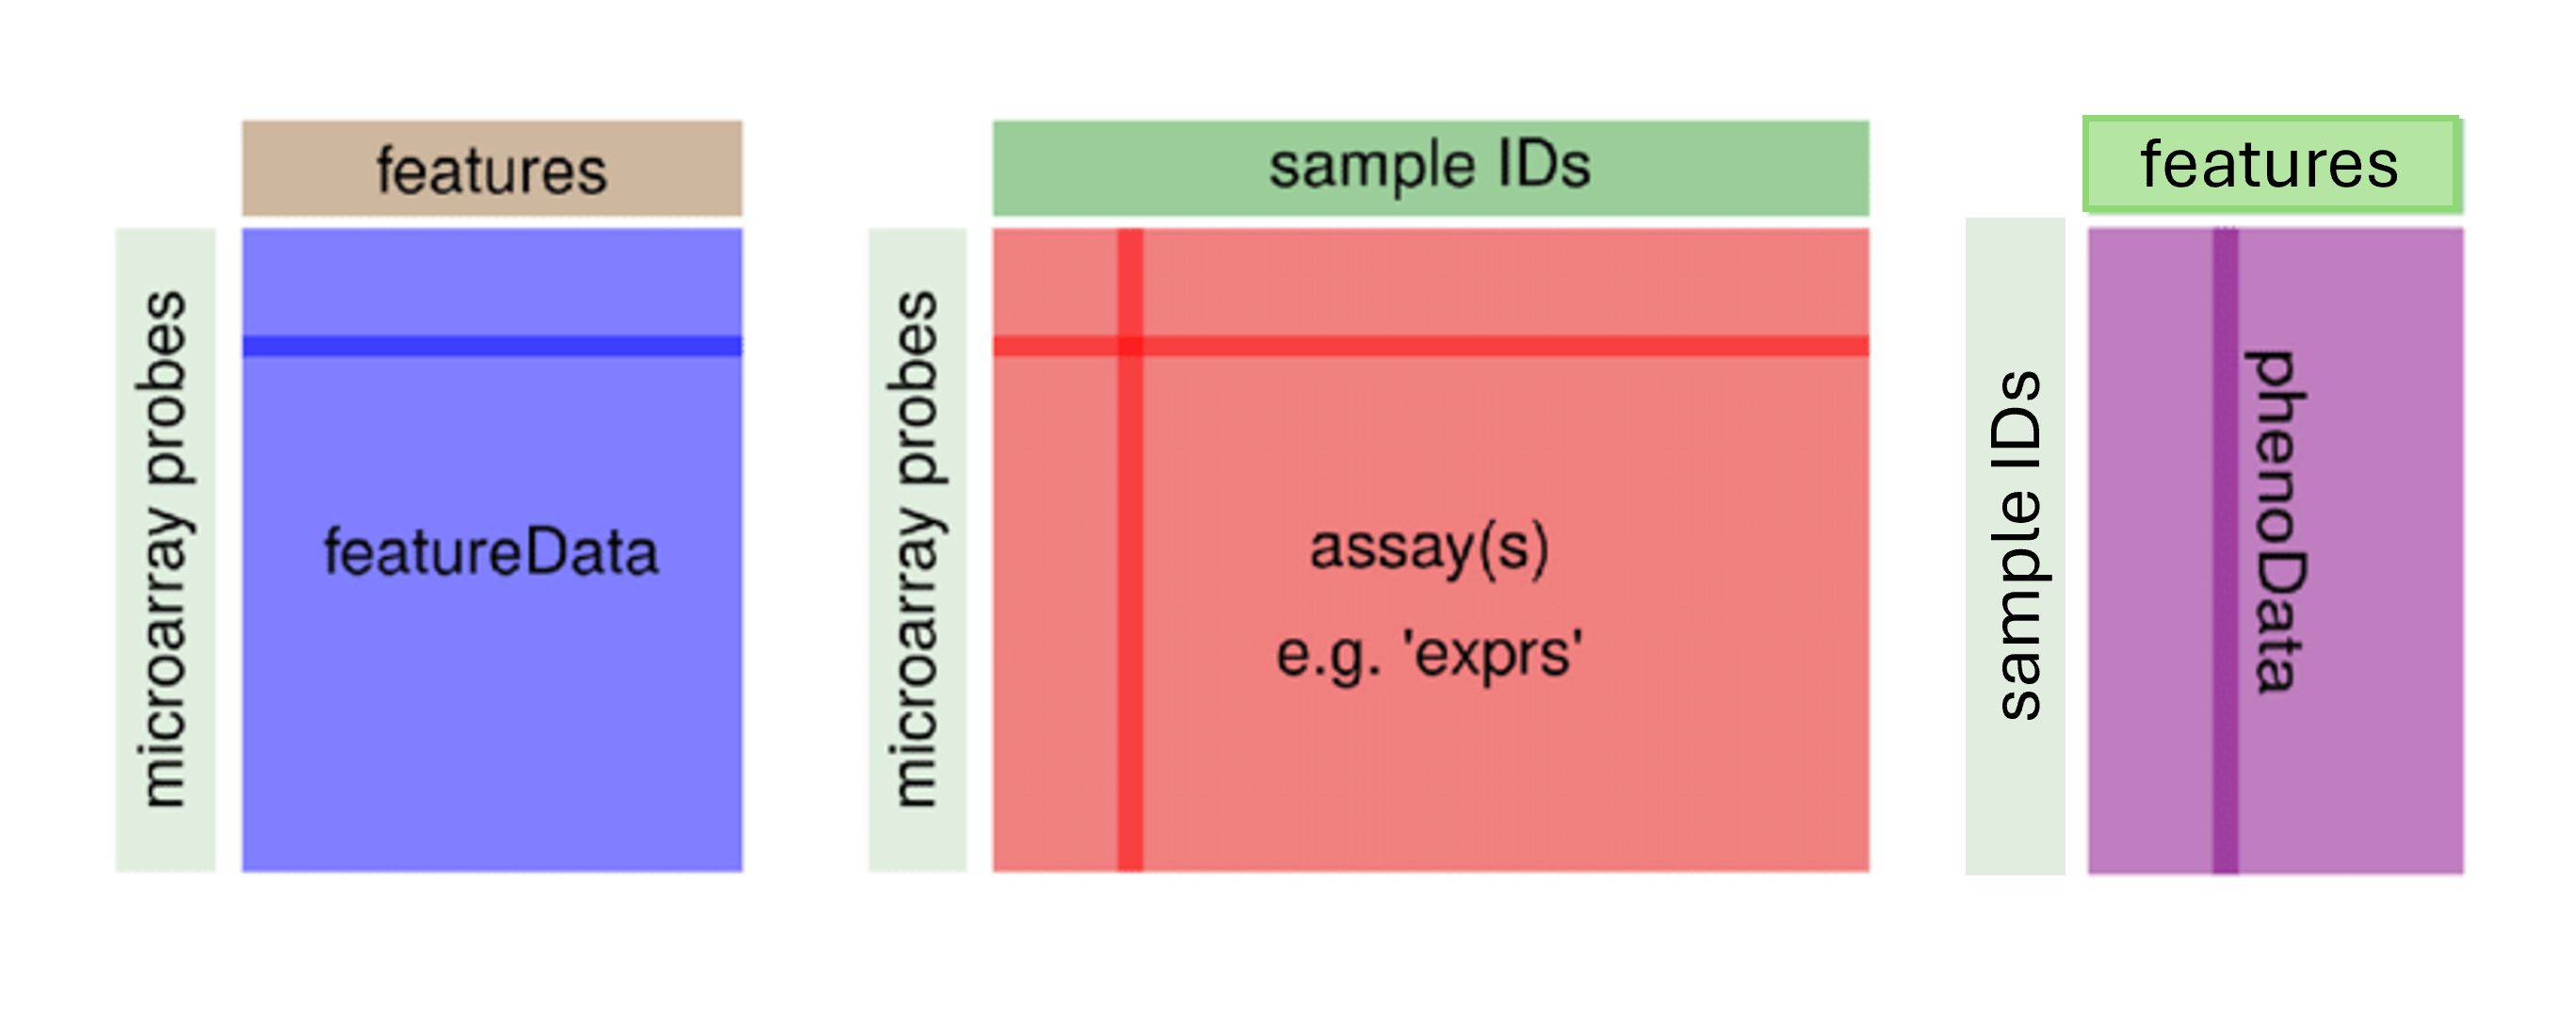 features
microarray probes
featureData
sample IDs
microarray probes
assay(s)
e.g. 'exprs'
features
sample IDs
phenoData